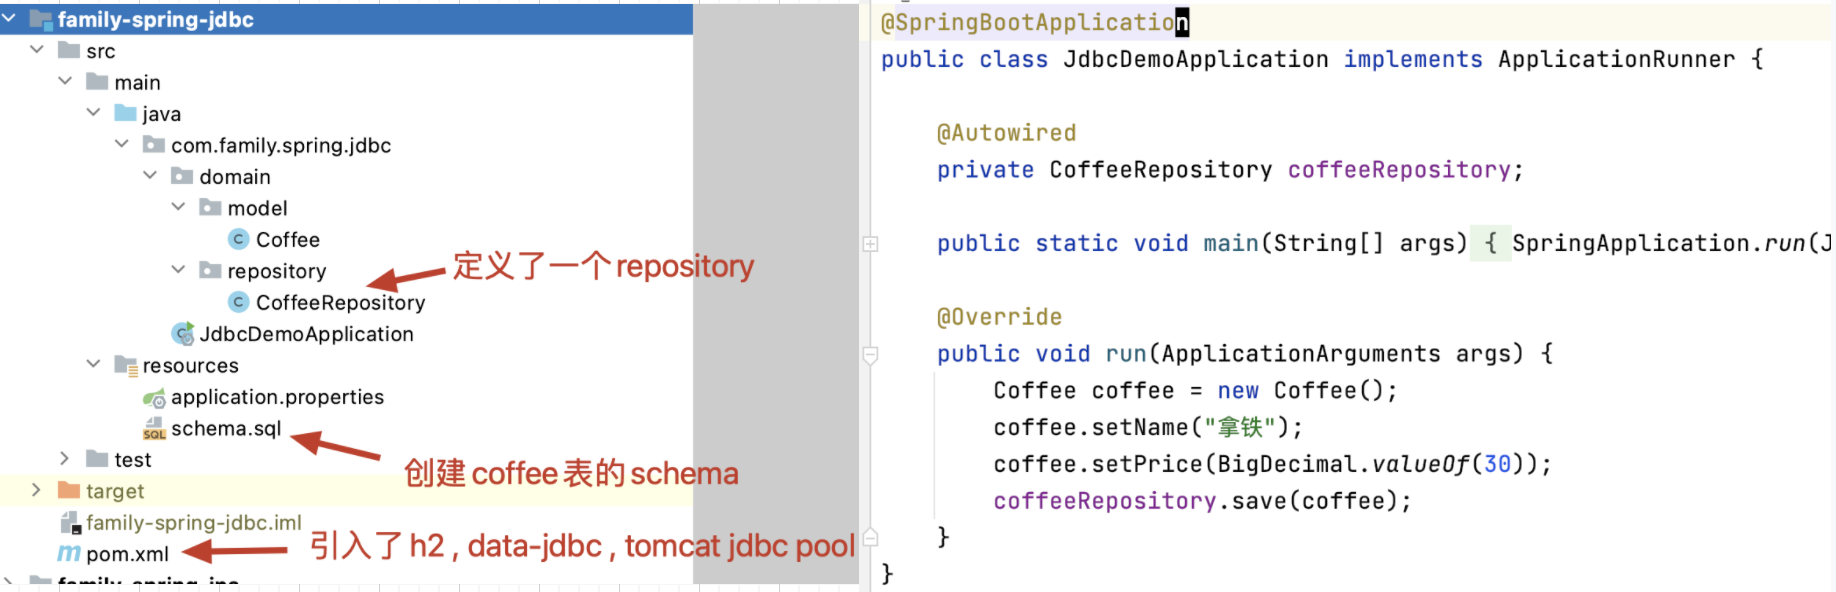 family-spring-jdbc
src
main
java
com.family.spring.jdbc
domain
model
Coffee
repository
定义了一个 repository
CoffeeRepository
JdbcDemoApplication
resources
application.properties
schema.sql
创建 coffee 表的 schema
test
target
family-spring-jdbc.iml
pom.xml
引入了 h2 , data-jdbc , tomcat jdbc pool
@SpringBootApplication
public class JdbcDemoApplication implements ApplicationRunner {
@Autowired
private CoffeeRepository coffeeRepository;
public static void main(String[] args) { SpringApplication.run(J
@Override
public void run(ApplicationArguments args) {
Coffee coffee = new Coffee();
coffee.setName("拿铁");
coffee.setPrice(BigDecimal.valueOf(30));
coffeeRepository.save(coffee);
}
}